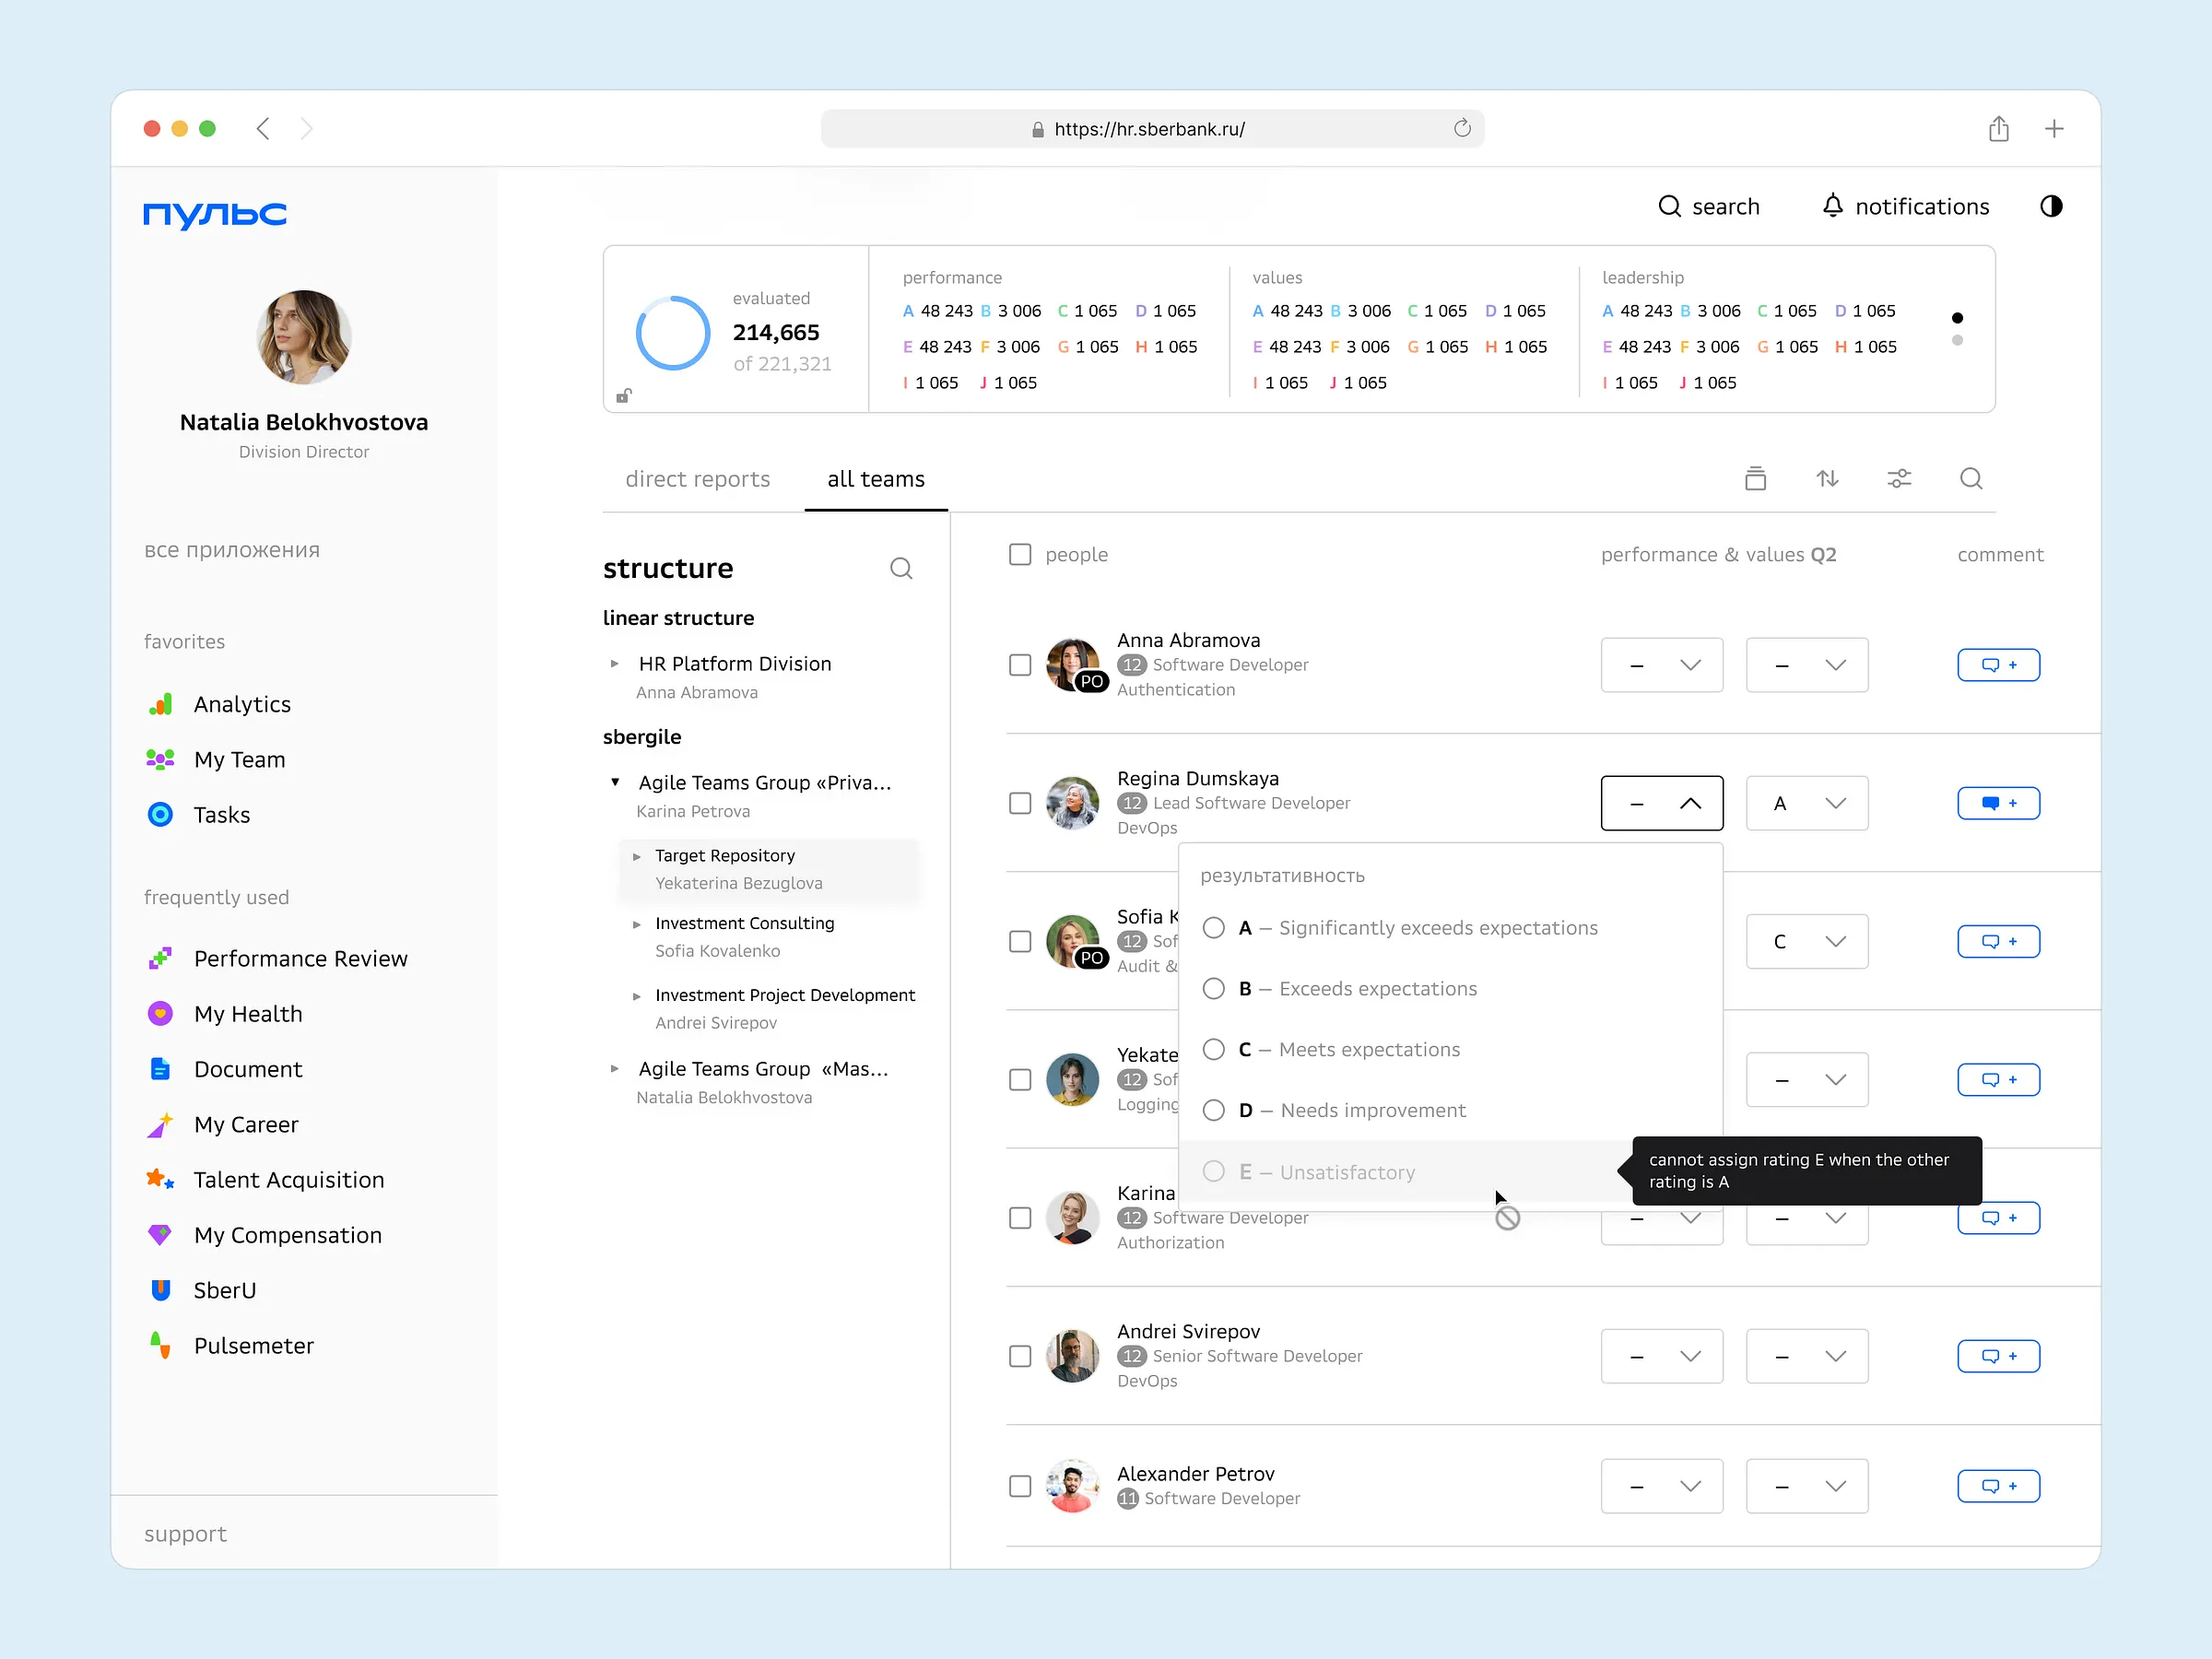 https://hr.sberbank.ru/
пульс
search
notifications
Natalia Belokhvostova
Division Director
все приложения
favorites
Analytics
My Team
Tasks
frequently used
Performance Review
My Health
Document
My Career
Talent Acquisition
My Compensation
SberU
Pulsemeter
support
evaluated
214,665
of 221,321
performance
A 48 243 B 3 006 C 1 065 D 1 065
E 48 243 F 3 006 G 1 065 H 1 065
I 1 065 J 1 065
values
A 48 243 B 3 006 C 1 065 D 1 065
E 48 243 F 3 006 G 1 065 H 1 065
I 1 065 J 1 065
leadership
A 48 243 B 3 006 C 1 065 D 1 065
E 48 243 F 3 006 G 1 065 H 1 065
I 1 065 J 1 065
direct reports
all teams
structure
linear structure
HR Platform Division
Anna Abramova
sbergile
Agile Teams Group «Priva...
Karina Petrova
Target Repository
Yekaterina Bezuglova
Investment Consulting
Sofia Kovalenko
Investment Project Development
Andrei Svirepov
Agile Teams Group «Mas...
Natalia Belokhvostova
people
performance & values Q2
comment
Anna Abramova
12 Software Developer
Authentication
PO
– –
+
Regina Dumskaya
12 Lead Software Developer
DevOps
– A
+
результативность
A – Significantly exceeds expectations
B – Exceeds expectations
C – Meets expectations
D – Needs improvement
E – Unsatisfactory
cannot assign rating E when the other
rating is A
Sofia K
12 Sof
Audit &
PO
C
+
Yekate
12 Sof
Logging
–
+
Karina
12 Software Developer
Authorization
– –
+
Andrei Svirepov
12 Senior Software Developer
DevOps
– –
+
Alexander Petrov
11 Software Developer
– –
+